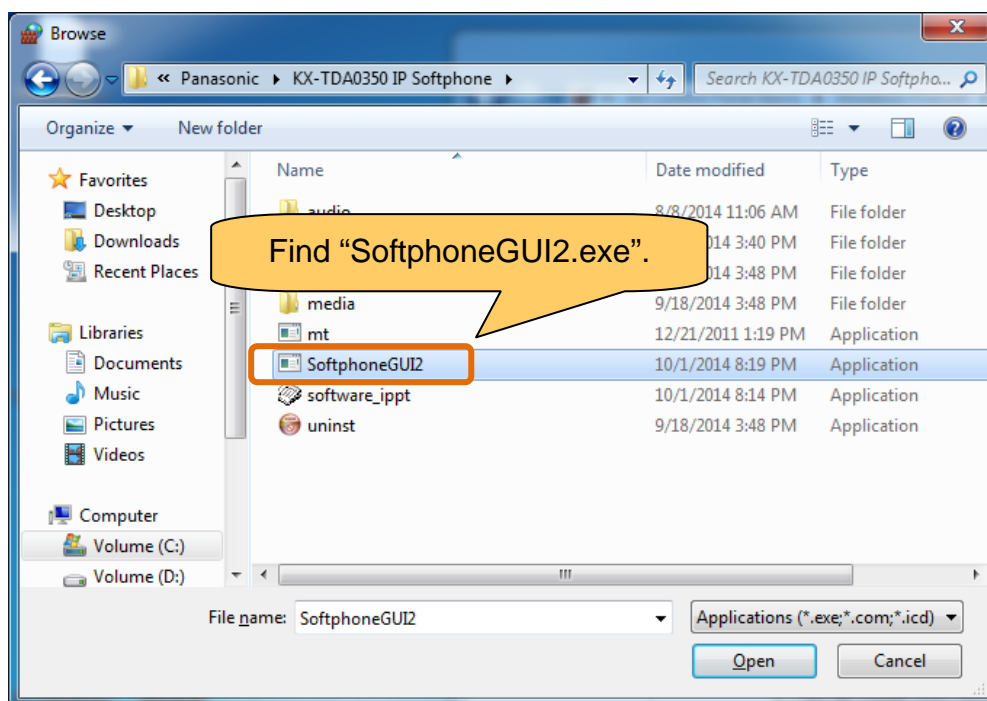 Browse
« Panasonic ▸ KX-TDA0350 IP Softphone ▸
Search KX-TDA0350 IP Softpho...
Organize New folder
Name Date modified Type
Favorites
Desktop
Downloads
Recent Places
Libraries
Documents
Music
Pictures
Videos
Computer
Volume (C:)
Volume (D:)
audio 8/8/2014 11:06 AM File folder
014 3:40 PM File folder
014 3:48 PM File folder
media 9/18/2014 3:48 PM File folder
mt 12/21/2011 1:19 PM Application
SoftphoneGUI2 10/1/2014 8:19 PM Application
software_ippt 10/1/2014 8:14 PM Application
uninst 9/18/2014 3:48 PM Application
Find “SoftphoneGUI2.exe”.
File name: SoftphoneGUI2
Applications (*.exe;*.com;*.icd)
Open Cancel